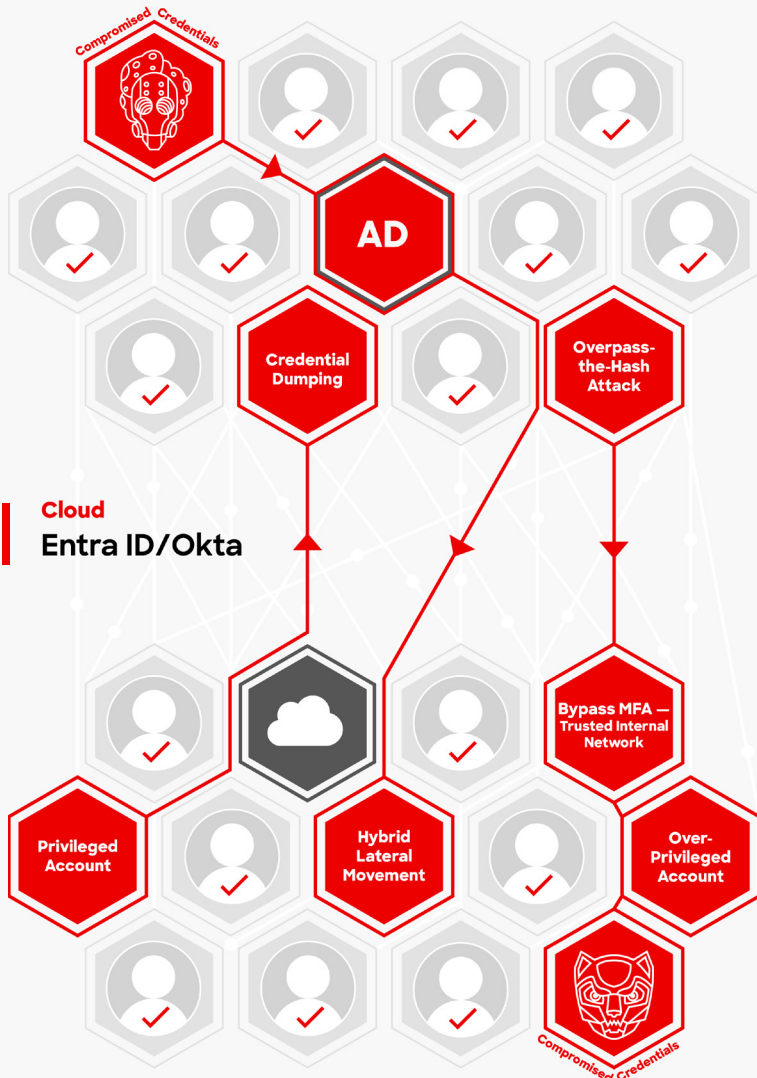 Compromised Credentials
AD
Credential
Dumping
Overpass-
the-Hash
Attack
Cloud
Entra ID/Okta
Bypass MFA —
Trusted Internal
Network
Privileged
Account
Hybrid
Lateral
Movement
Over-
Privileged
Account
Compromised Credentials